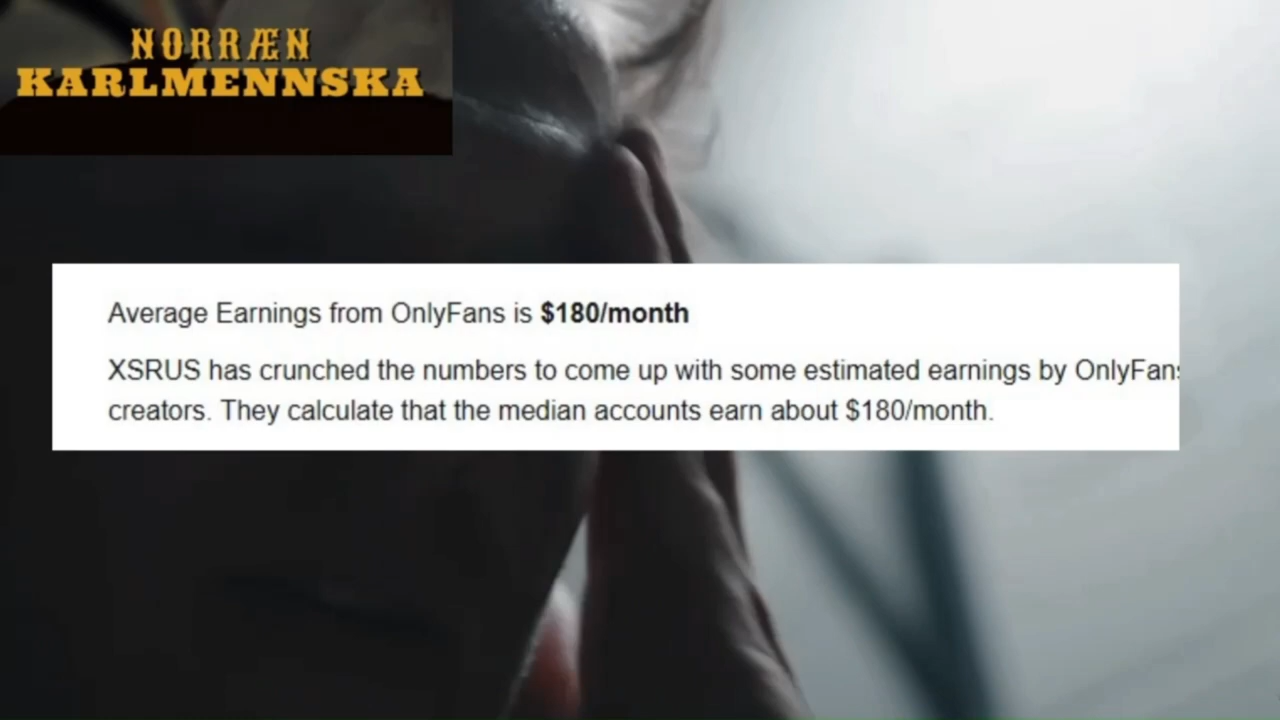 NORRÆN
KARLMENNSKA
Average Earnings from OnlyFans is $180/month
XSRUS has crunched the numbers to come up with some estimated earnings by OnlyFans
creators. They calculate that the median accounts earn about $180/month.